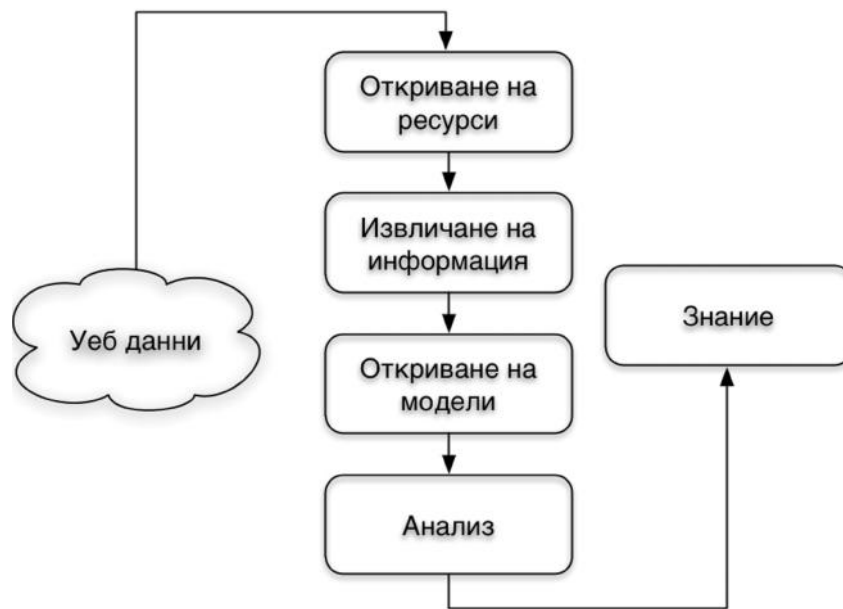 Откриване на
ресурси
Извличане на
информация
Уеб данни
Знание
Откриване на
модели
Анализ